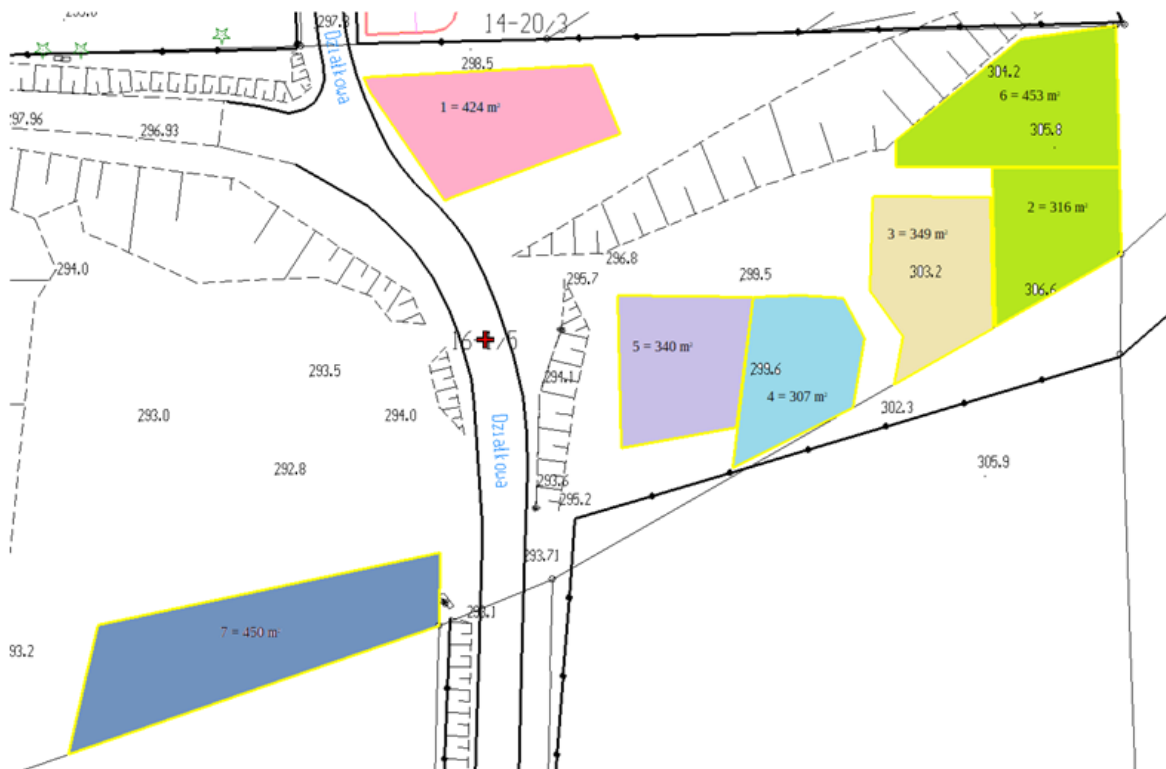 297.3
14-20/3
Działkowa
298.5
304.2
1 = 424 m²
6 = 453 m²
297.96
296.93
305.8
2 = 316 m²
3 = 349 m²
296.8
294.0
295.7
299.5
303.2
306.6
5 = 340 m²
293.5
294.1
299.6
4 = 307 m²
293.0
294.0
302.3
Działkowa
292.8
305.9
293.6
295.2
293.71
293.1
7 = 450 m²
93.2